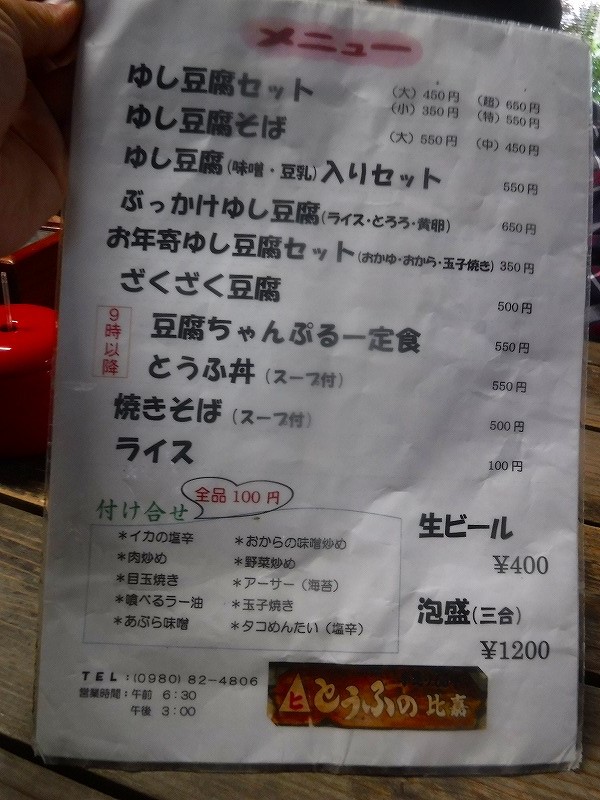 メニュー
ゆし豆腐セット (大) 450円 (超) 650円
(小) 350円 (特) 550円
ゆし豆腐そば (大) 550円 (中) 450円
ゆし豆腐(味噌・豆乳)入りセット 550円
ぶっかけゆし豆腐(ライス・とろろ・黄卵) 650円
お年寄ゆし豆腐セット(おかゆ・おから・玉子焼き) 350円
ざくざく豆腐 500円
9時以降
豆腐ちゃんぷるー定食 550円
とうふ丼 (スープ付) 550円
焼きそば (スープ付) 500円
ライス 100円
付け合せ 全品100円
*イカの塩辛 *おからの味噌炒め
*肉炒め *野菜炒め
*目玉焼き *アーサー(海苔)
*喰べるラー油 *玉子焼き
*あぶら味噌 *タコめんたい(塩辛)
生ビール
¥400
泡盛(三合)
¥1200
TEL:(0980)82-4806
営業時間:午前 6:30
午後 3:00
ヒ とうふの比嘉